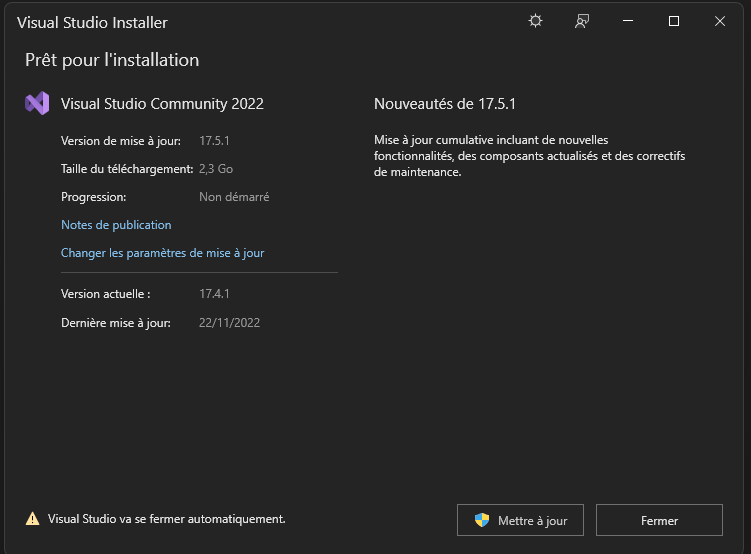 Visual Studio Installer
Prêt pour l'installation
Visual Studio Community 2022
Version de mise à jour: 17.5.1
Taille du téléchargement: 2,3 Go
Progression: Non démarré
Notes de publication
Changer les paramètres de mise à jour
Version actuelle : 17.4.1
Dernière mise à jour: 22/11/2022
Nouveautés de 17.5.1
Mise à jour cumulative incluant de nouvelles
fonctionnalités, des composants actualisés et des correctifs
de maintenance.
Visual Studio va se fermer automatiquement.
Mettre à jour
Fermer